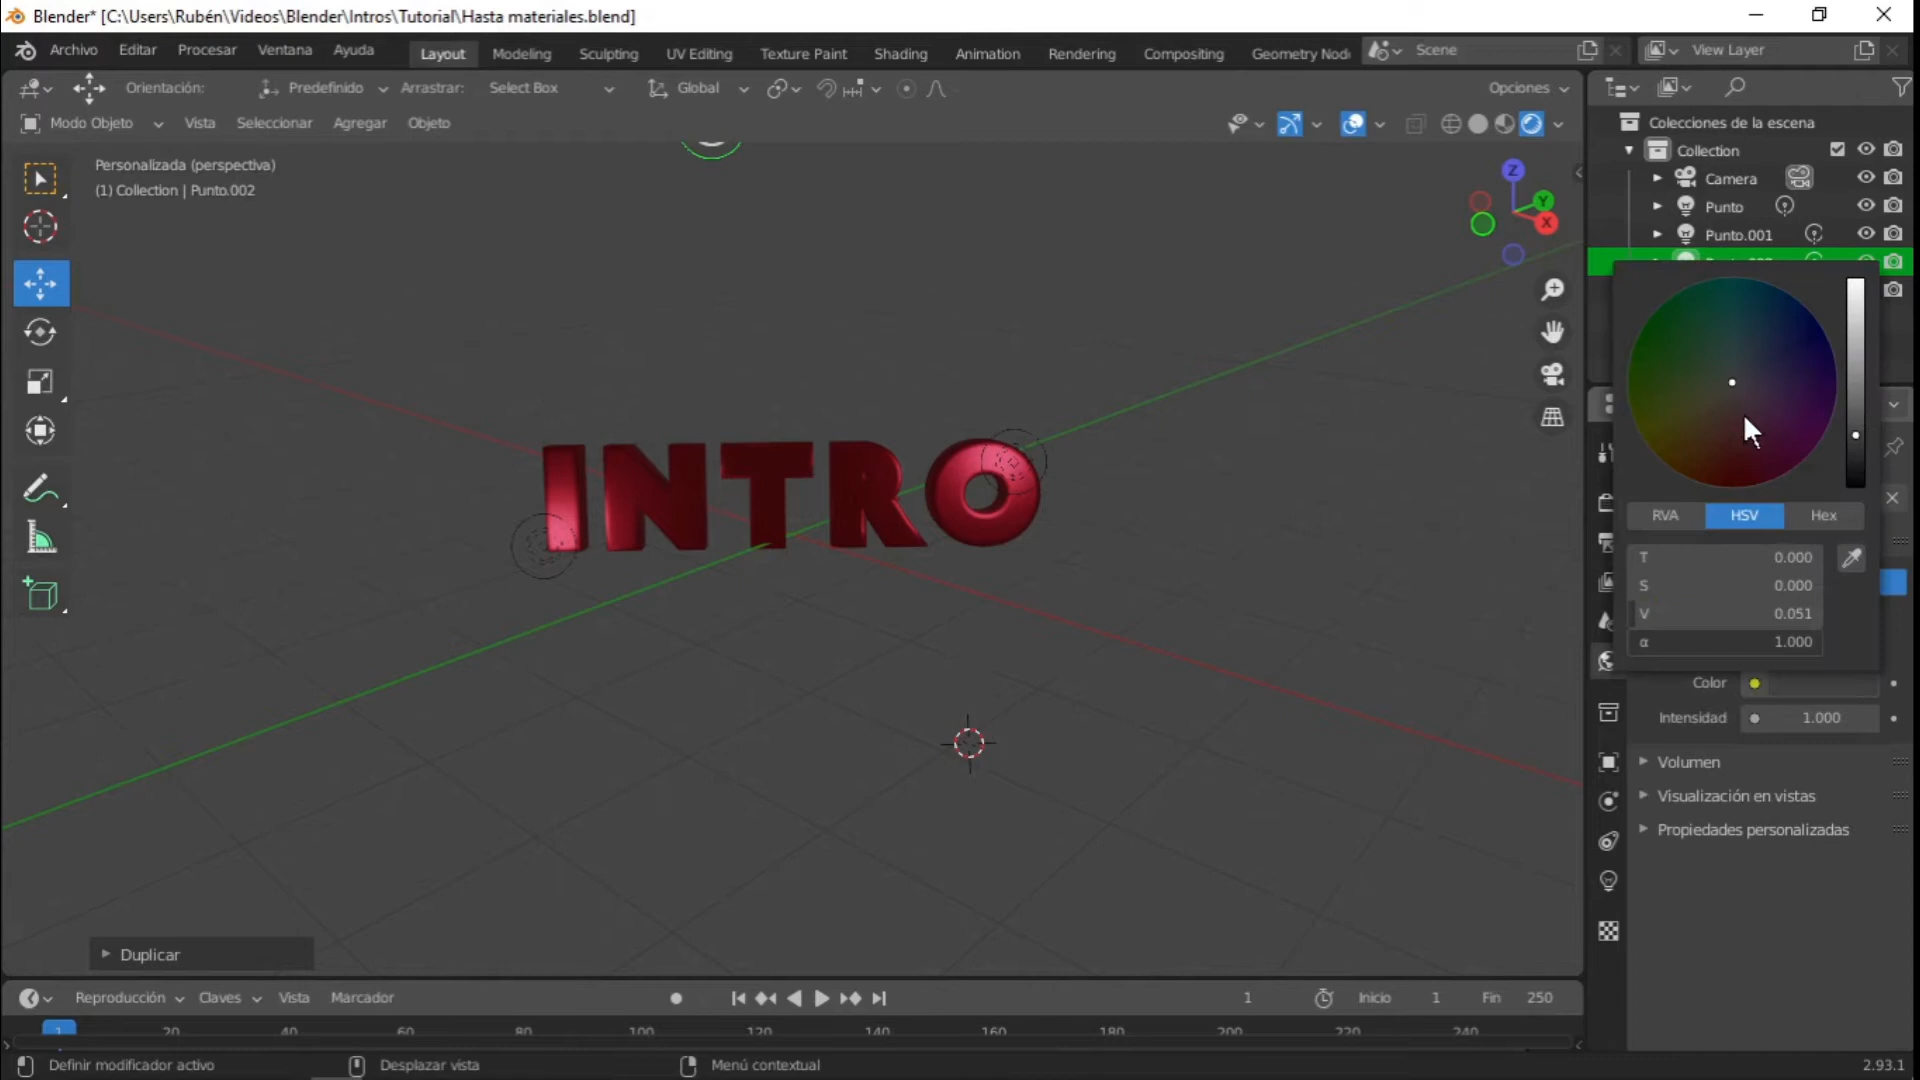 Blender* [C:\Users\Rubén\Videos\Blender\Intros\Tutorial\Hasta materiales.blend]
Archivo Editar Procesar Ventana Ayuda Layout Modeling Sculpting UV Editing Texture Paint Shading Animation Rendering Compositing Geometry Nod Scene View Layer
Orientación: Predefinido Arrastrar: Select Box Global Opciones
Modo Objeto Vista Seleccionar Agregar Objeto
Colecciones de la escena
Collection
Camera
Punto
Punto.001
Personalizada (perspectiva)
(1) Collection | Punto.002
Z
Y
X
INTRO
RVA HSV Hex
T 0.000
S 0.000
V 0.051
α 1.000
Color
Intensidad 1.000
Volumen
Visualización en vistas
Propiedades personalizadas
Duplicar
Reproducción Claves Vista Marcador 1 Inicio 1 Fin 250
1 20 40 60 80 100 120 140 160 180 200 220 240
Definir modificador activo Desplazar vista Menú contextual 2.93.1